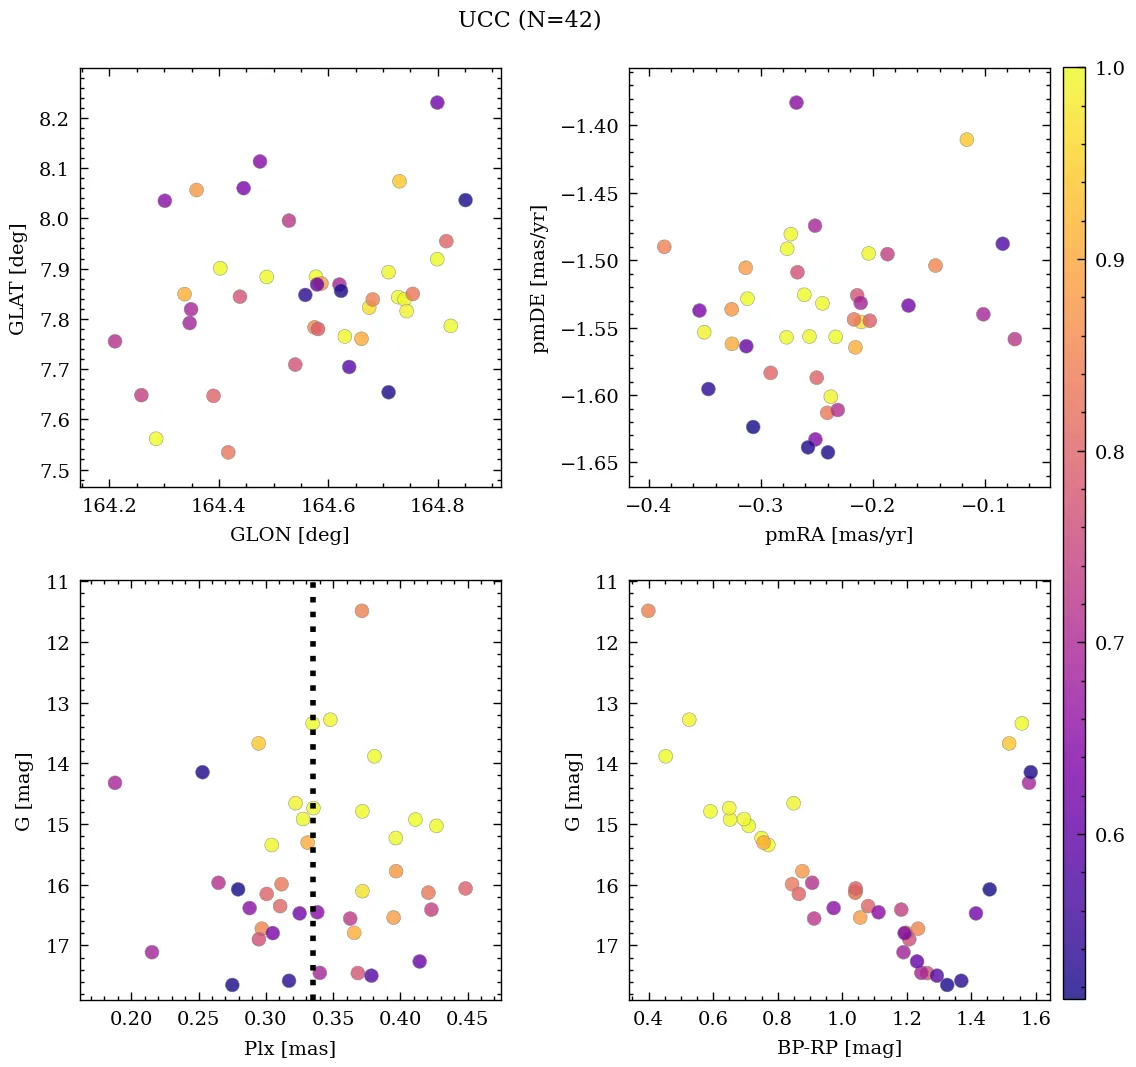 UCC (N=42)
8.2
8.1
8.0
7.9
7.8
7.7
7.6
7.5
GLAT [deg]
164.2 164.4 164.6 164.8
GLON [deg]
−1.40
−1.45
−1.50
−1.55
−1.60
−1.65
pmDE [mas/yr]
−0.4 −0.3 −0.2 −0.1
pmRA [mas/yr]
1.0
0.9
0.8
0.7
0.6
11
12
13
14
15
16
17
G [mag]
0.20 0.25 0.30 0.35 0.40 0.45
Plx [mas]
11
12
13
14
15
16
17
G [mag]
0.4 0.6 0.8 1.0 1.2 1.4 1.6
BP-RP [mag]